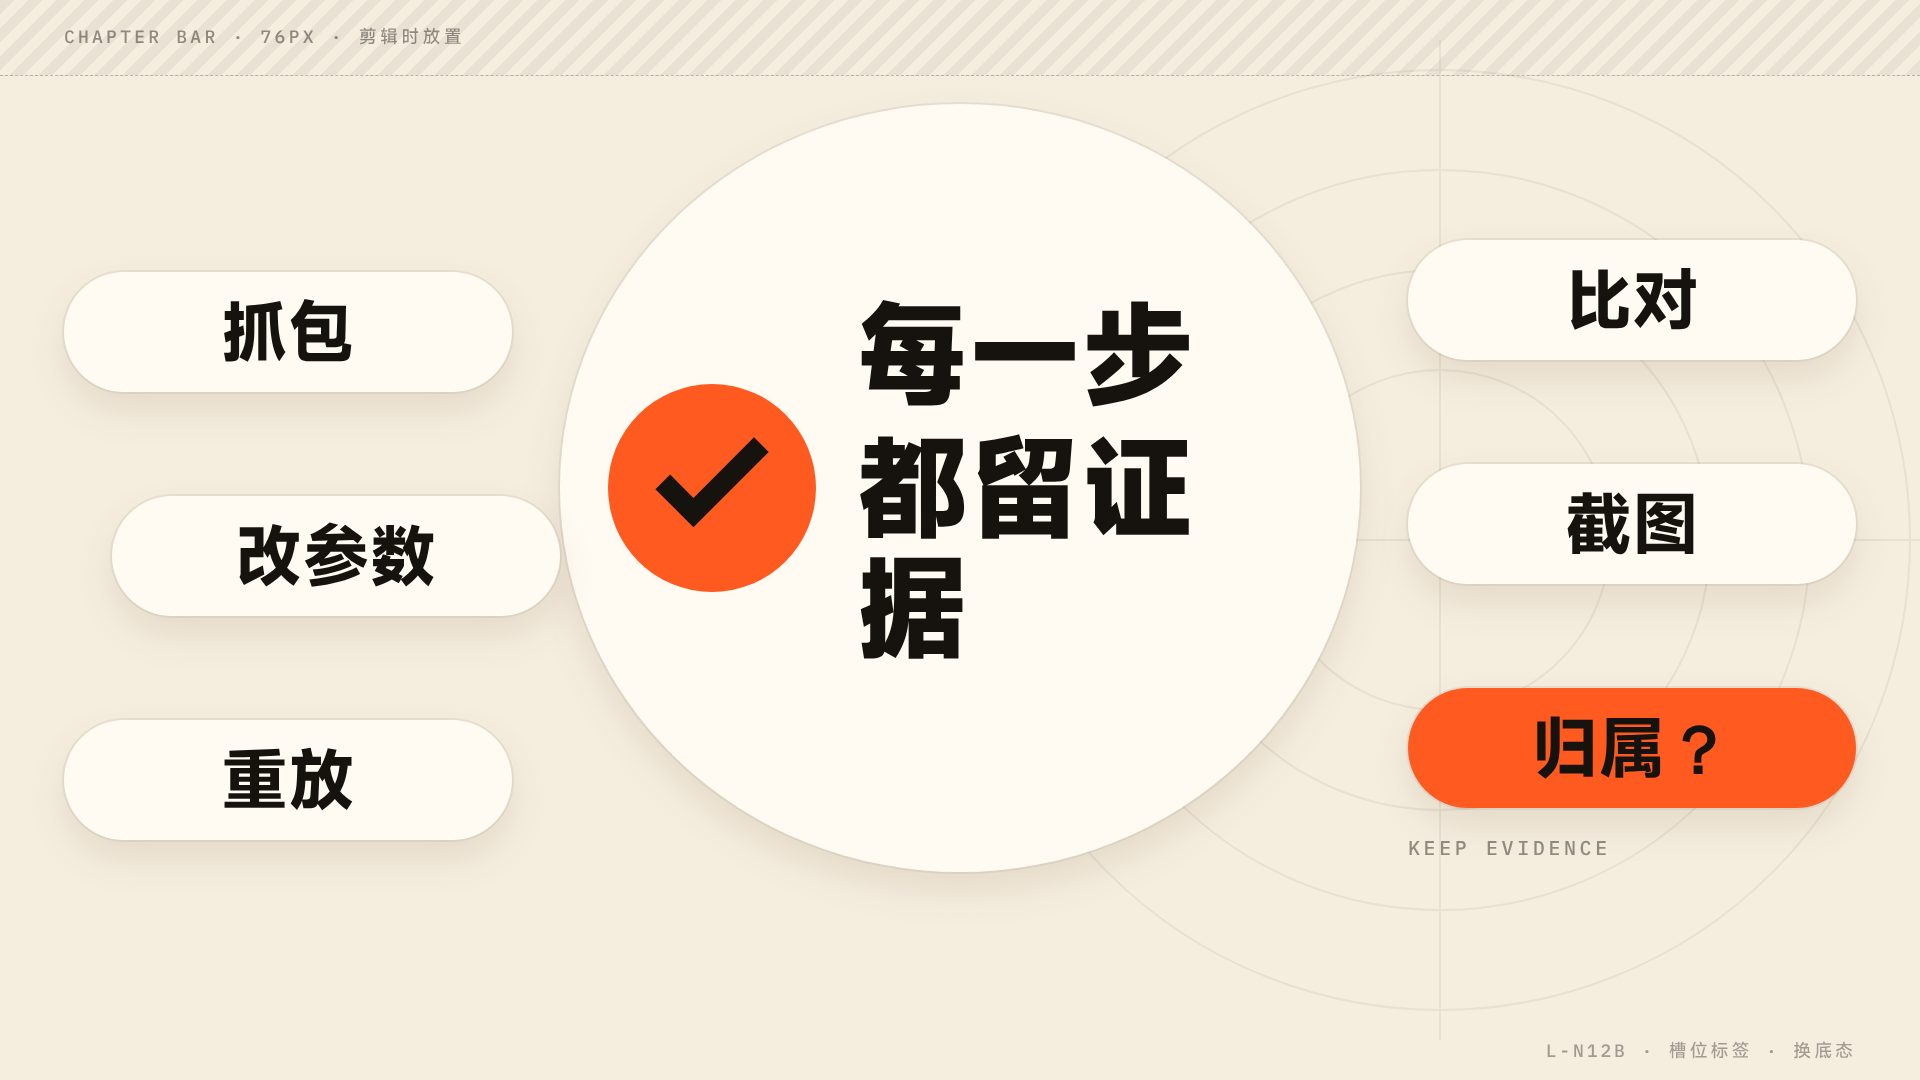 CHAPTER BAR · 76PX · 剪辑时放置
抓包
改参数
重放
每一步
都留证
据
比对
截图
归属？
KEEP EVIDENCE
L-N12B · 槽位标签 · 换底态